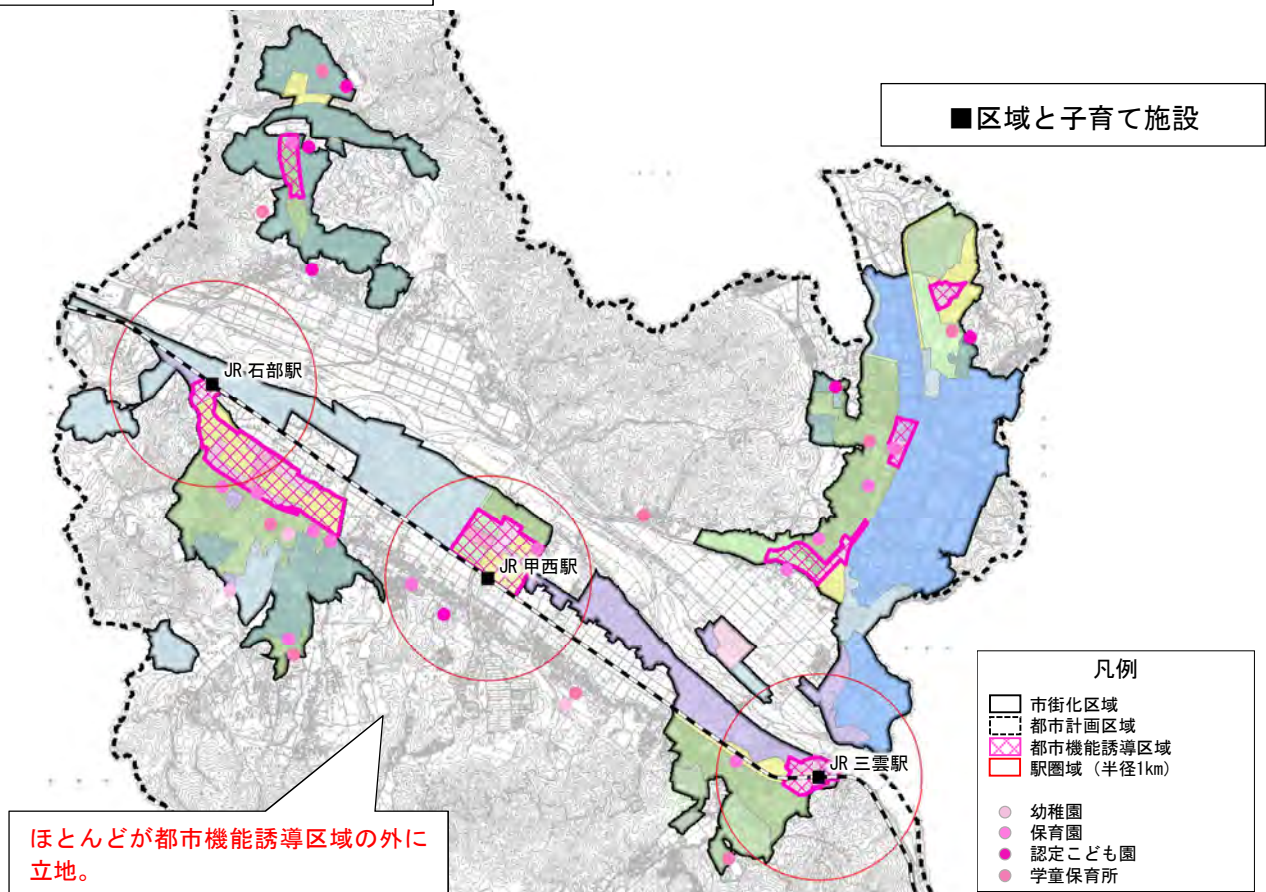 ■区域と子育て施設
JR 石部駅
JR 甲西駅
JR 三雲駅
ほとんどが都市機能誘導区域の外に
立地。
凡例
市街化区域
都市計画区域
都市機能誘導区域
駅圏域（半径1km）
幼稚園
保育園
認定こども園
学童保育所